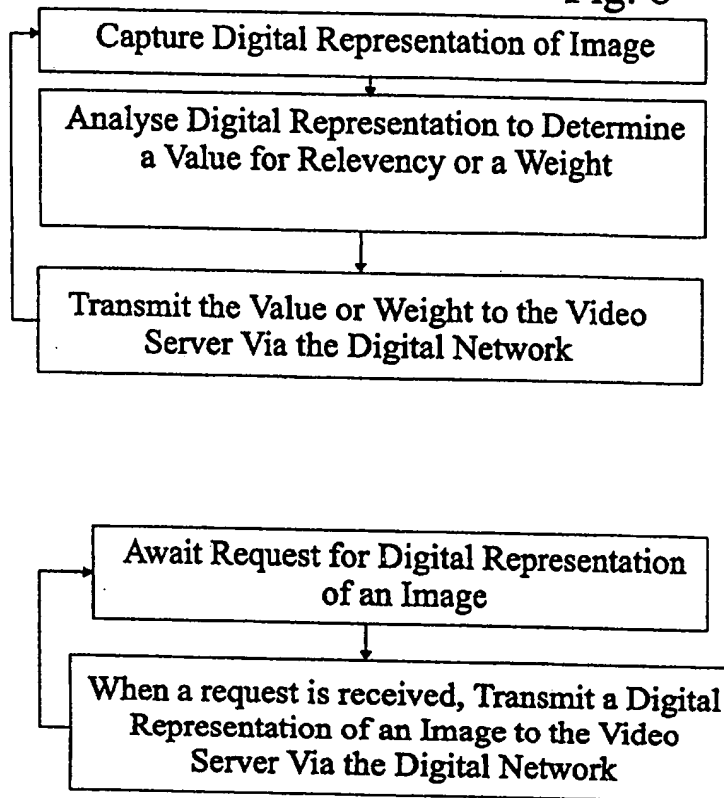 Capture Digital Representation of Image
Analyse Digital Representation to Determine
a Value for Relevency or a Weight
Transmit the Value or Weight to the Video
Server Via the Digital Network
Await Request for Digital Representation
of an Image
When a request is received, Transmit a Digital
Representation of an Image to the Video
Server Via the Digital Network